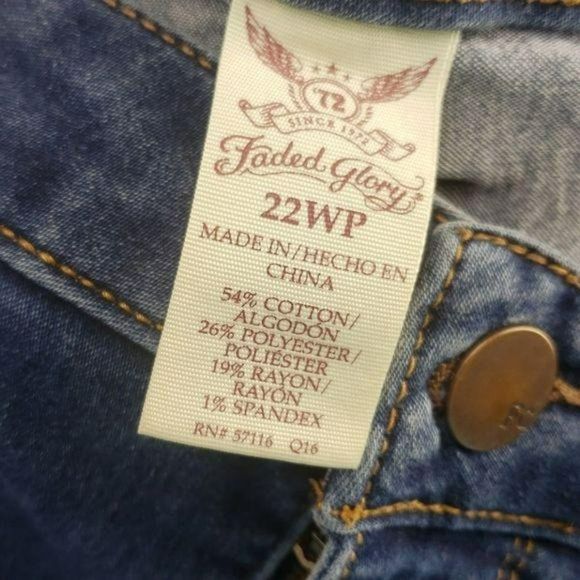 72
SINCE 1972
Faded Glory
22WP
MADE IN/HECHO EN
CHINA
54% COTTON/
ALGODÓN
26% POLYESTER/
POLIÉSTER
19% RAYON/
RAYÓN
1% SPANDEX
RN# 57116 Q16